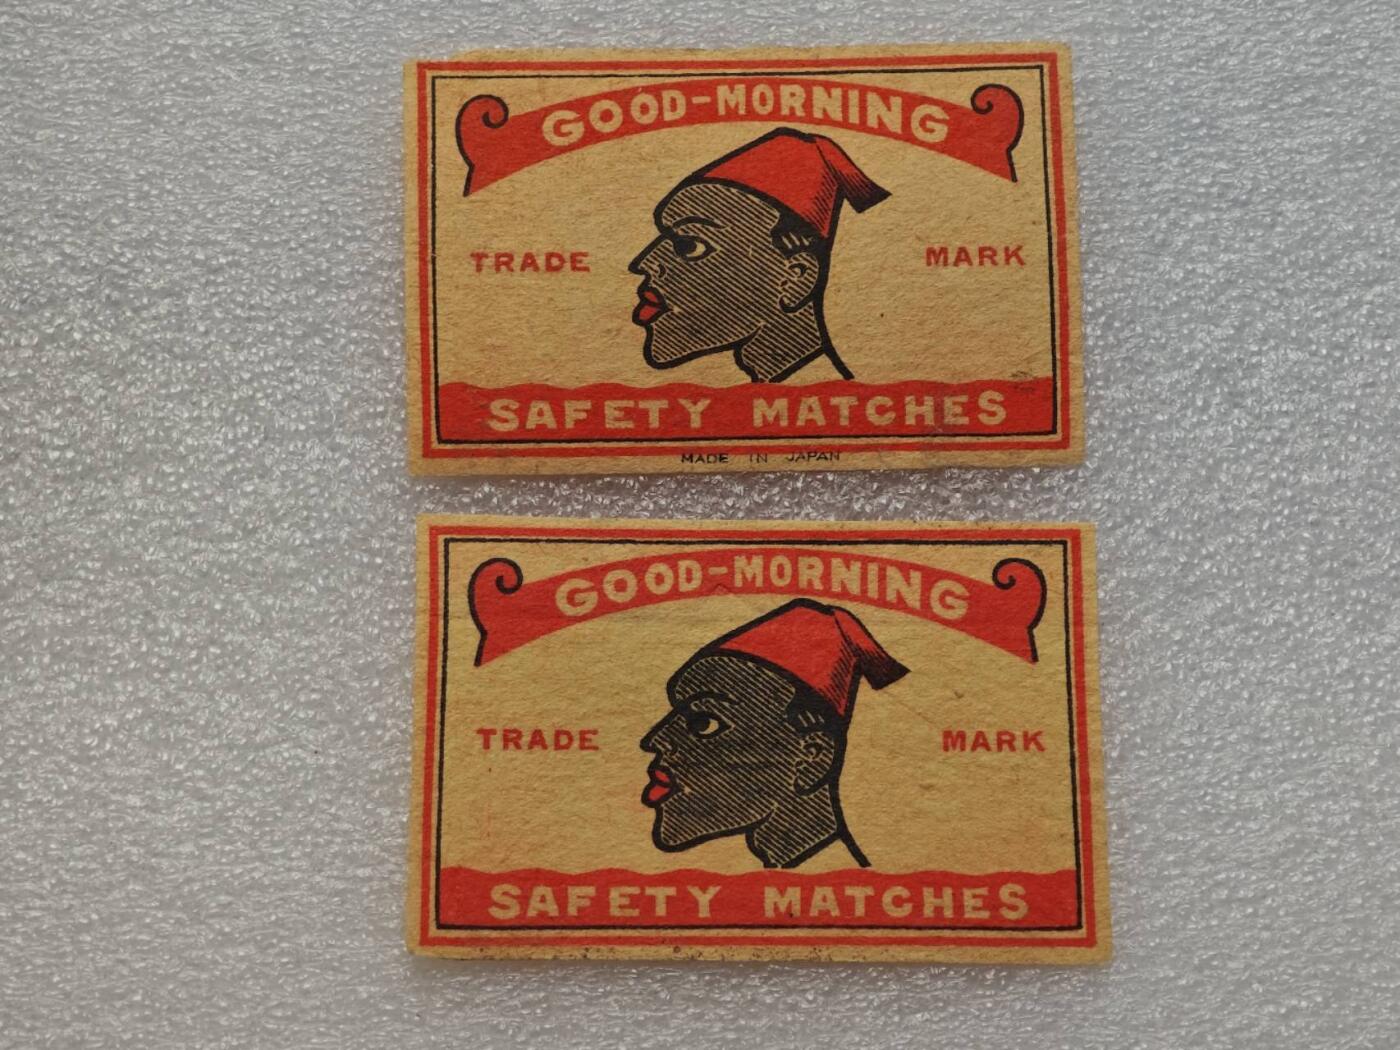 GOOD-MORNING
TRADE MARK
SAFETY MATCHES
MADE IN JAPAN
GOOD-MORNING
TRADE MARK
SAFETY MATCHES